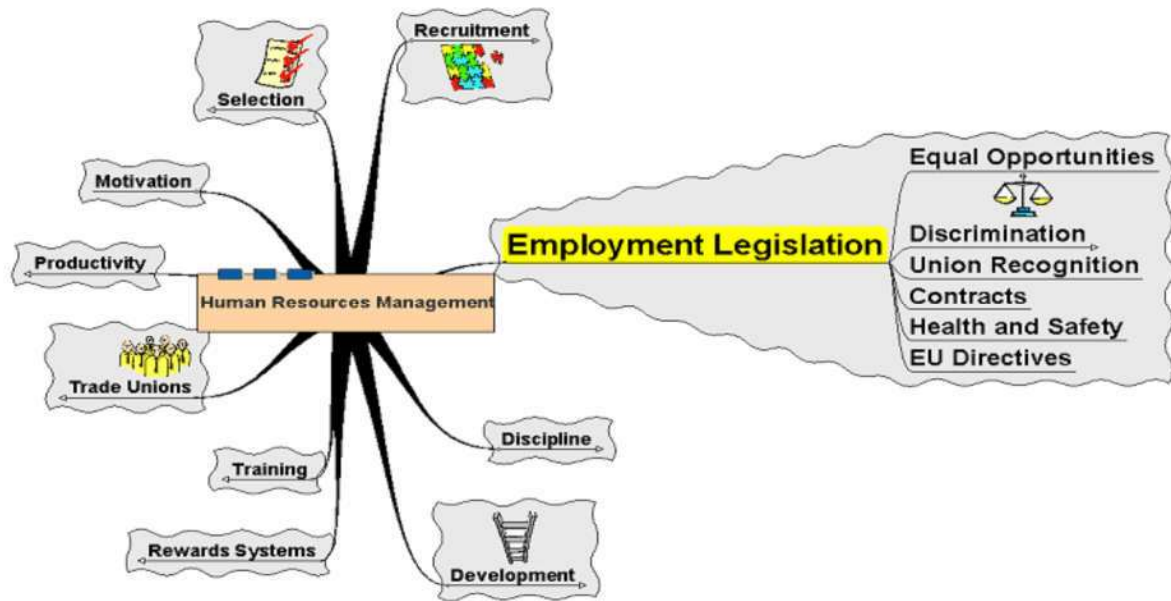 Recruitment
Selection
Motivation
Productivity
Human Resources Management
Trade Unions
Training
Rewards Systems
Development
Discipline
Employment Legislation
Equal Opportunities
Discrimination
Union Recognition
Contracts
Health and Safety
EU Directives